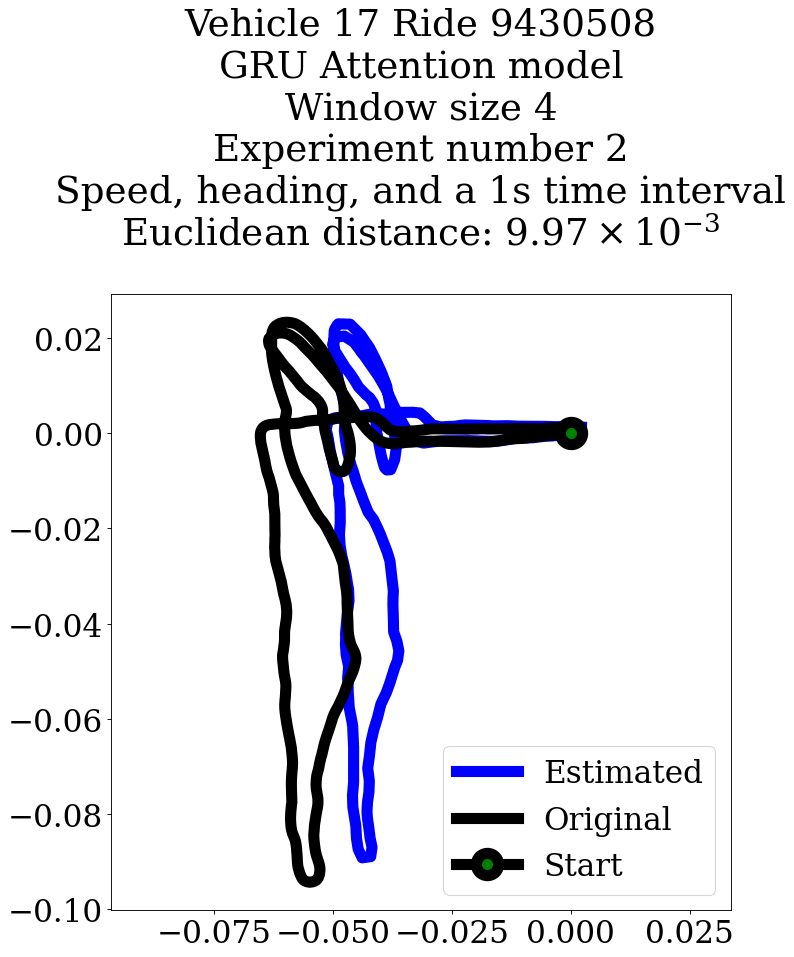 Vehicle 17 Ride 9430508
GRU Attention model
Window size 4
Experiment number 2
Speed, heading, and a 1s time interval
Euclidean distance: 9.97 × 10⁻³
0.02
0.00
−0.02
−0.04
−0.06
−0.08
−0.10
Estimated
Original
Start
−0.075 −0.050 −0.025 0.000 0.025